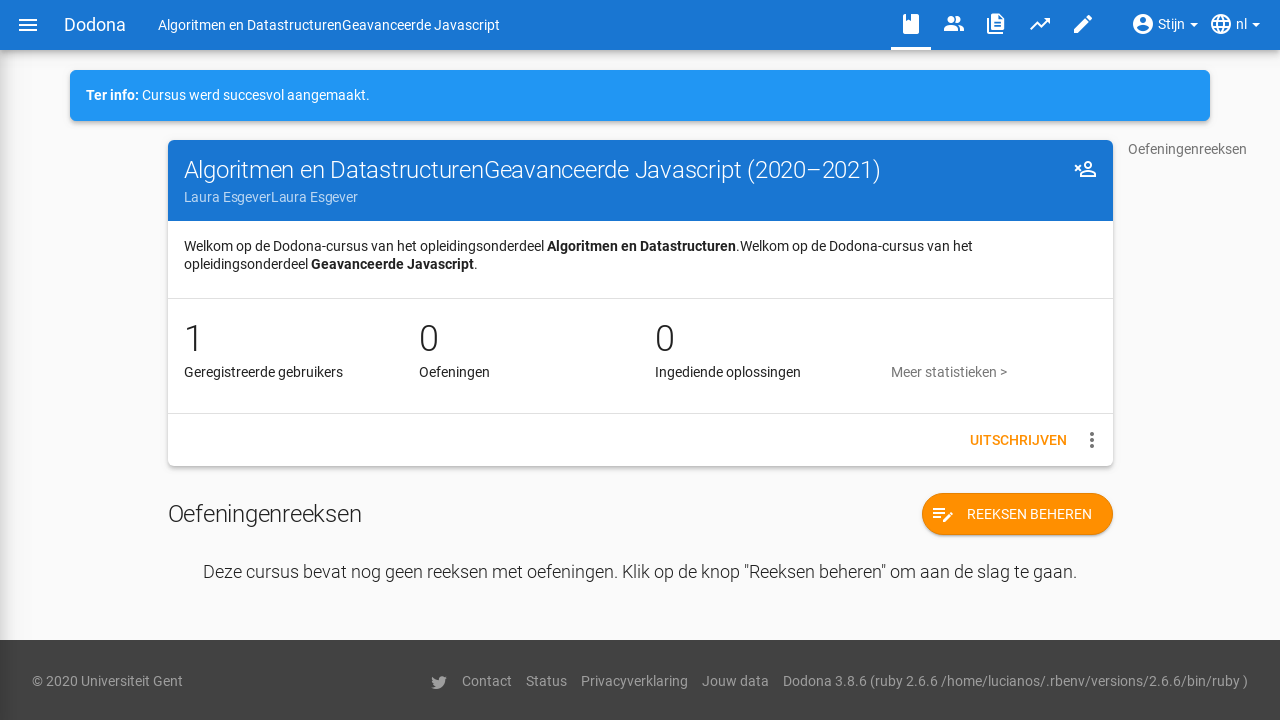 Dodona
Algoritmen en DatastructurenGeavanceerde Javascript
Stijn
nl
Ter info: Cursus werd succesvol aangemaakt.
Algoritmen en DatastructurenGeavanceerde Javascript (2020–2021)
Laura EsgeverLaura Esgever
Oefeningenreeksen
Welkom op de Dodona-cursus van het opleidingsonderdeel Algoritmen en Datastructuren.Welkom op de Dodona-cursus van het
opleidingsonderdeel Geavanceerde Javascript.
1
Geregistreerde gebruikers
0
Oefeningen
0
Ingediende oplossingen
Meer statistieken >
UITSCHRIJVEN
Oefeningenreeksen
REEKSEN BEHEREN
Deze cursus bevat nog geen reeksen met oefeningen. Klik op de knop "Reeksen beheren" om aan de slag te gaan.
© 2020 Universiteit Gent
Contact
Status
Privacyverklaring
Jouw data
Dodona 3.8.6 (ruby 2.6.6 /home/lucianos/.rbenv/versions/2.6.6/bin/ruby )